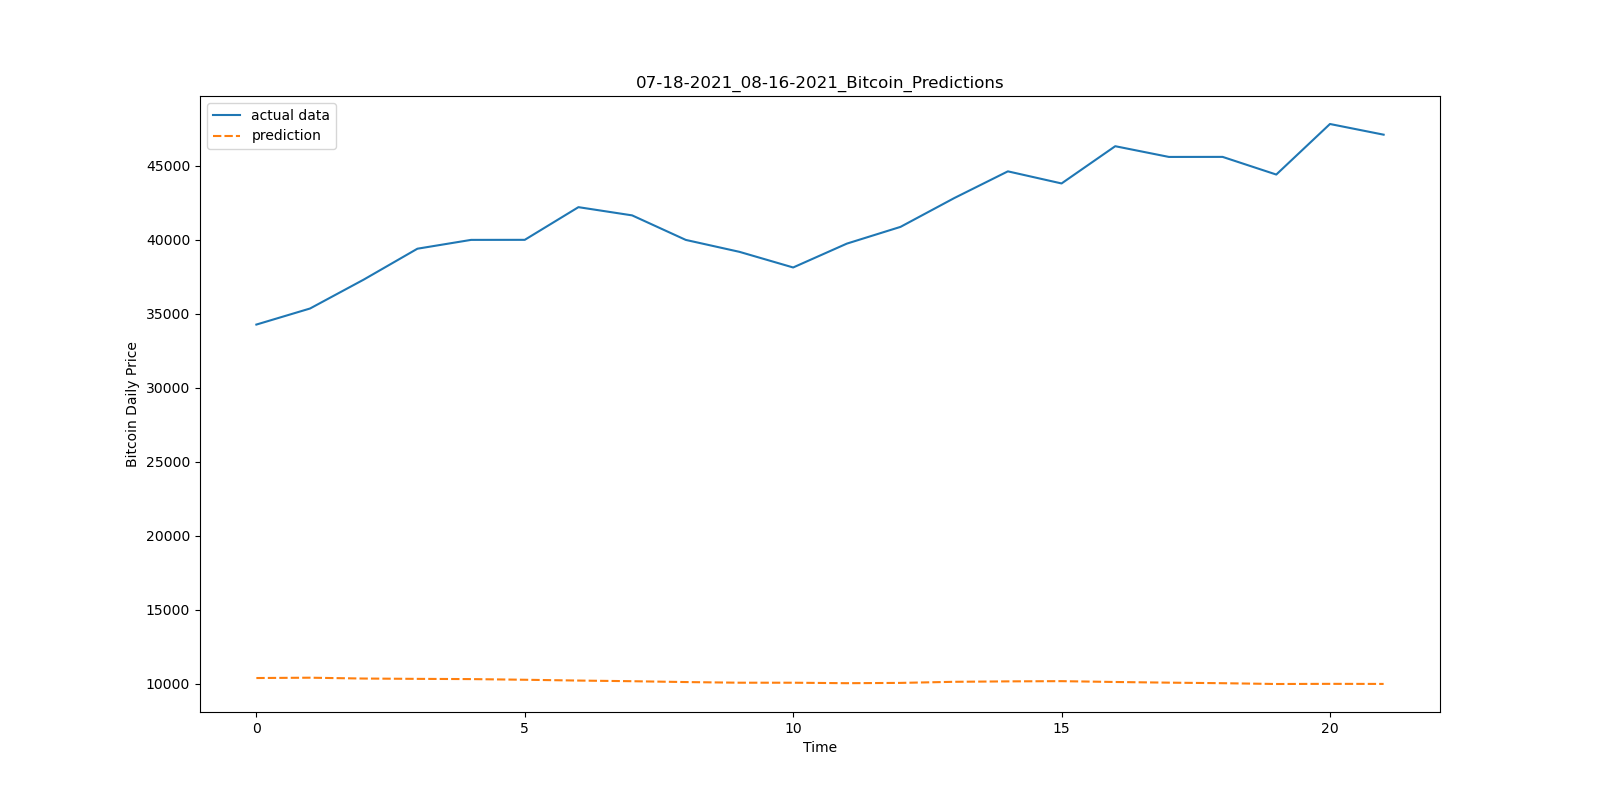 07-18-2021_08-16-2021_Bitcoin_Predictions
actual data
prediction
45000
40000
35000
30000
25000
20000
15000
10000
Bitcoin Daily Price
0 5 10 15 20
Time